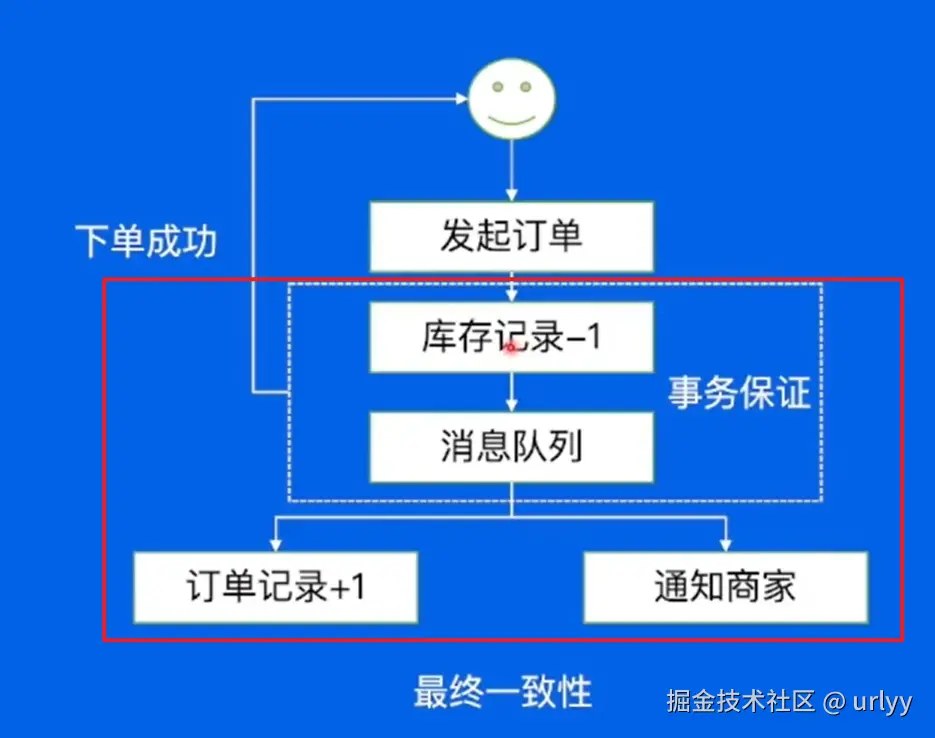 发起订单
下单成功
库存记录-1
事务保证
消息队列
订单记录+1
通知商家
最终一致性
掘金技术社区 @ urlyy